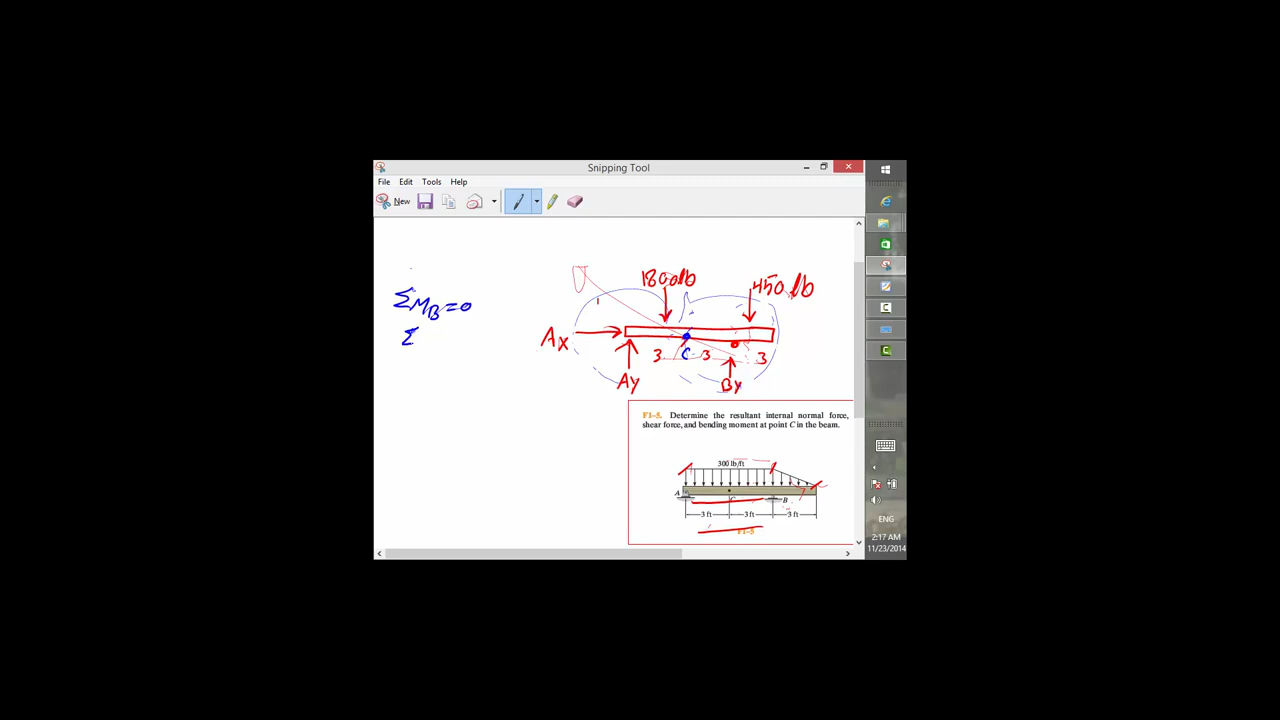 Snipping Tool
File Edit Tools Help
New
1800lb
450 lb
ΣM_B=0
Σ
Ax
3 C 3 3
Ay By
F1–5. Determine the resultant internal normal force,
shear force, and bending moment at point C in the beam.
300 lb/ft
A C B
3 ft 3 ft 3 ft
F1–5
ENG
2:17 AM
11/23/2014